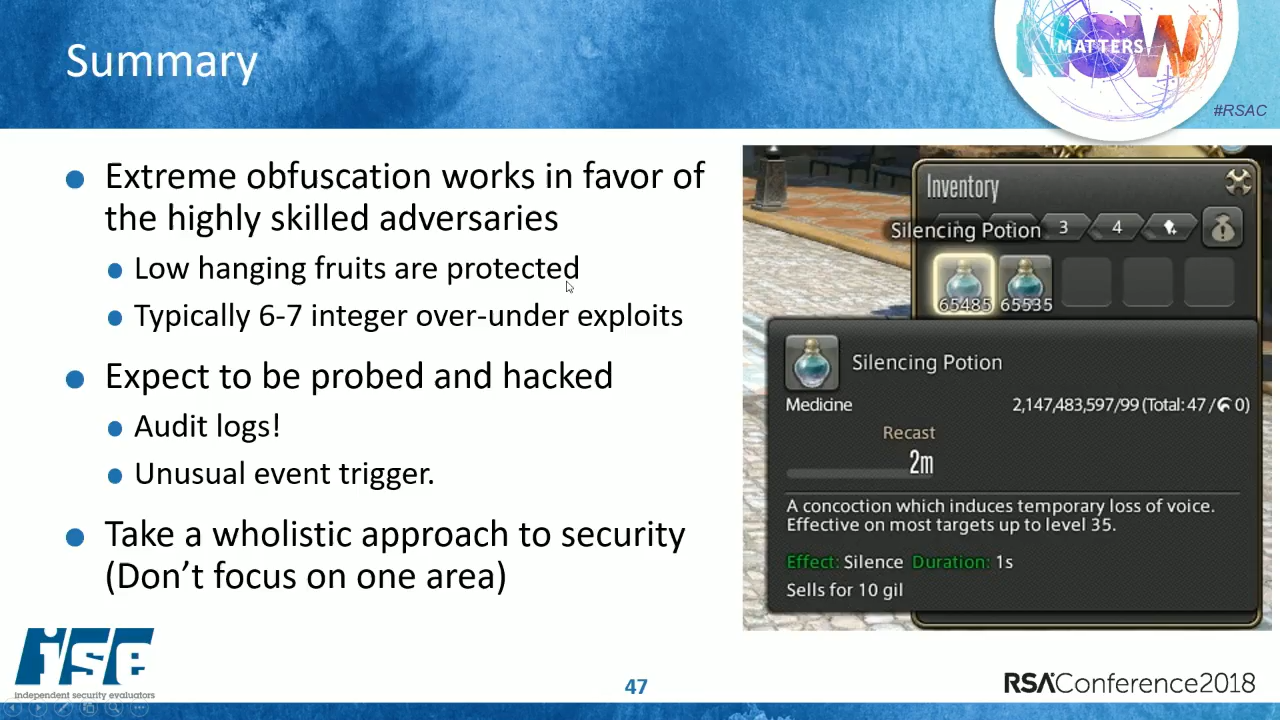 Summary
NOW
MATTERS
#RSAC
Extreme obfuscation works in favor of
the highly skilled adversaries
Low hanging fruits are protected
Typically 6-7 integer over-under exploits
Expect to be probed and hacked
Audit logs!
Unusual event trigger.
Take a wholistic approach to security
(Don’t focus on one area)
Inventory
Silencing Potion
3
4
65485
65535
Silencing Potion
Medicine
2,147,483,597/99 (Total: 47 / 0)
Recast
2m
A concoction which induces temporary loss of voice.
Effective on most targets up to level 35.
Effect: Silence Duration: 1s
Sells for 10 gil
ise
independent security evaluators
47
RSAConference2018